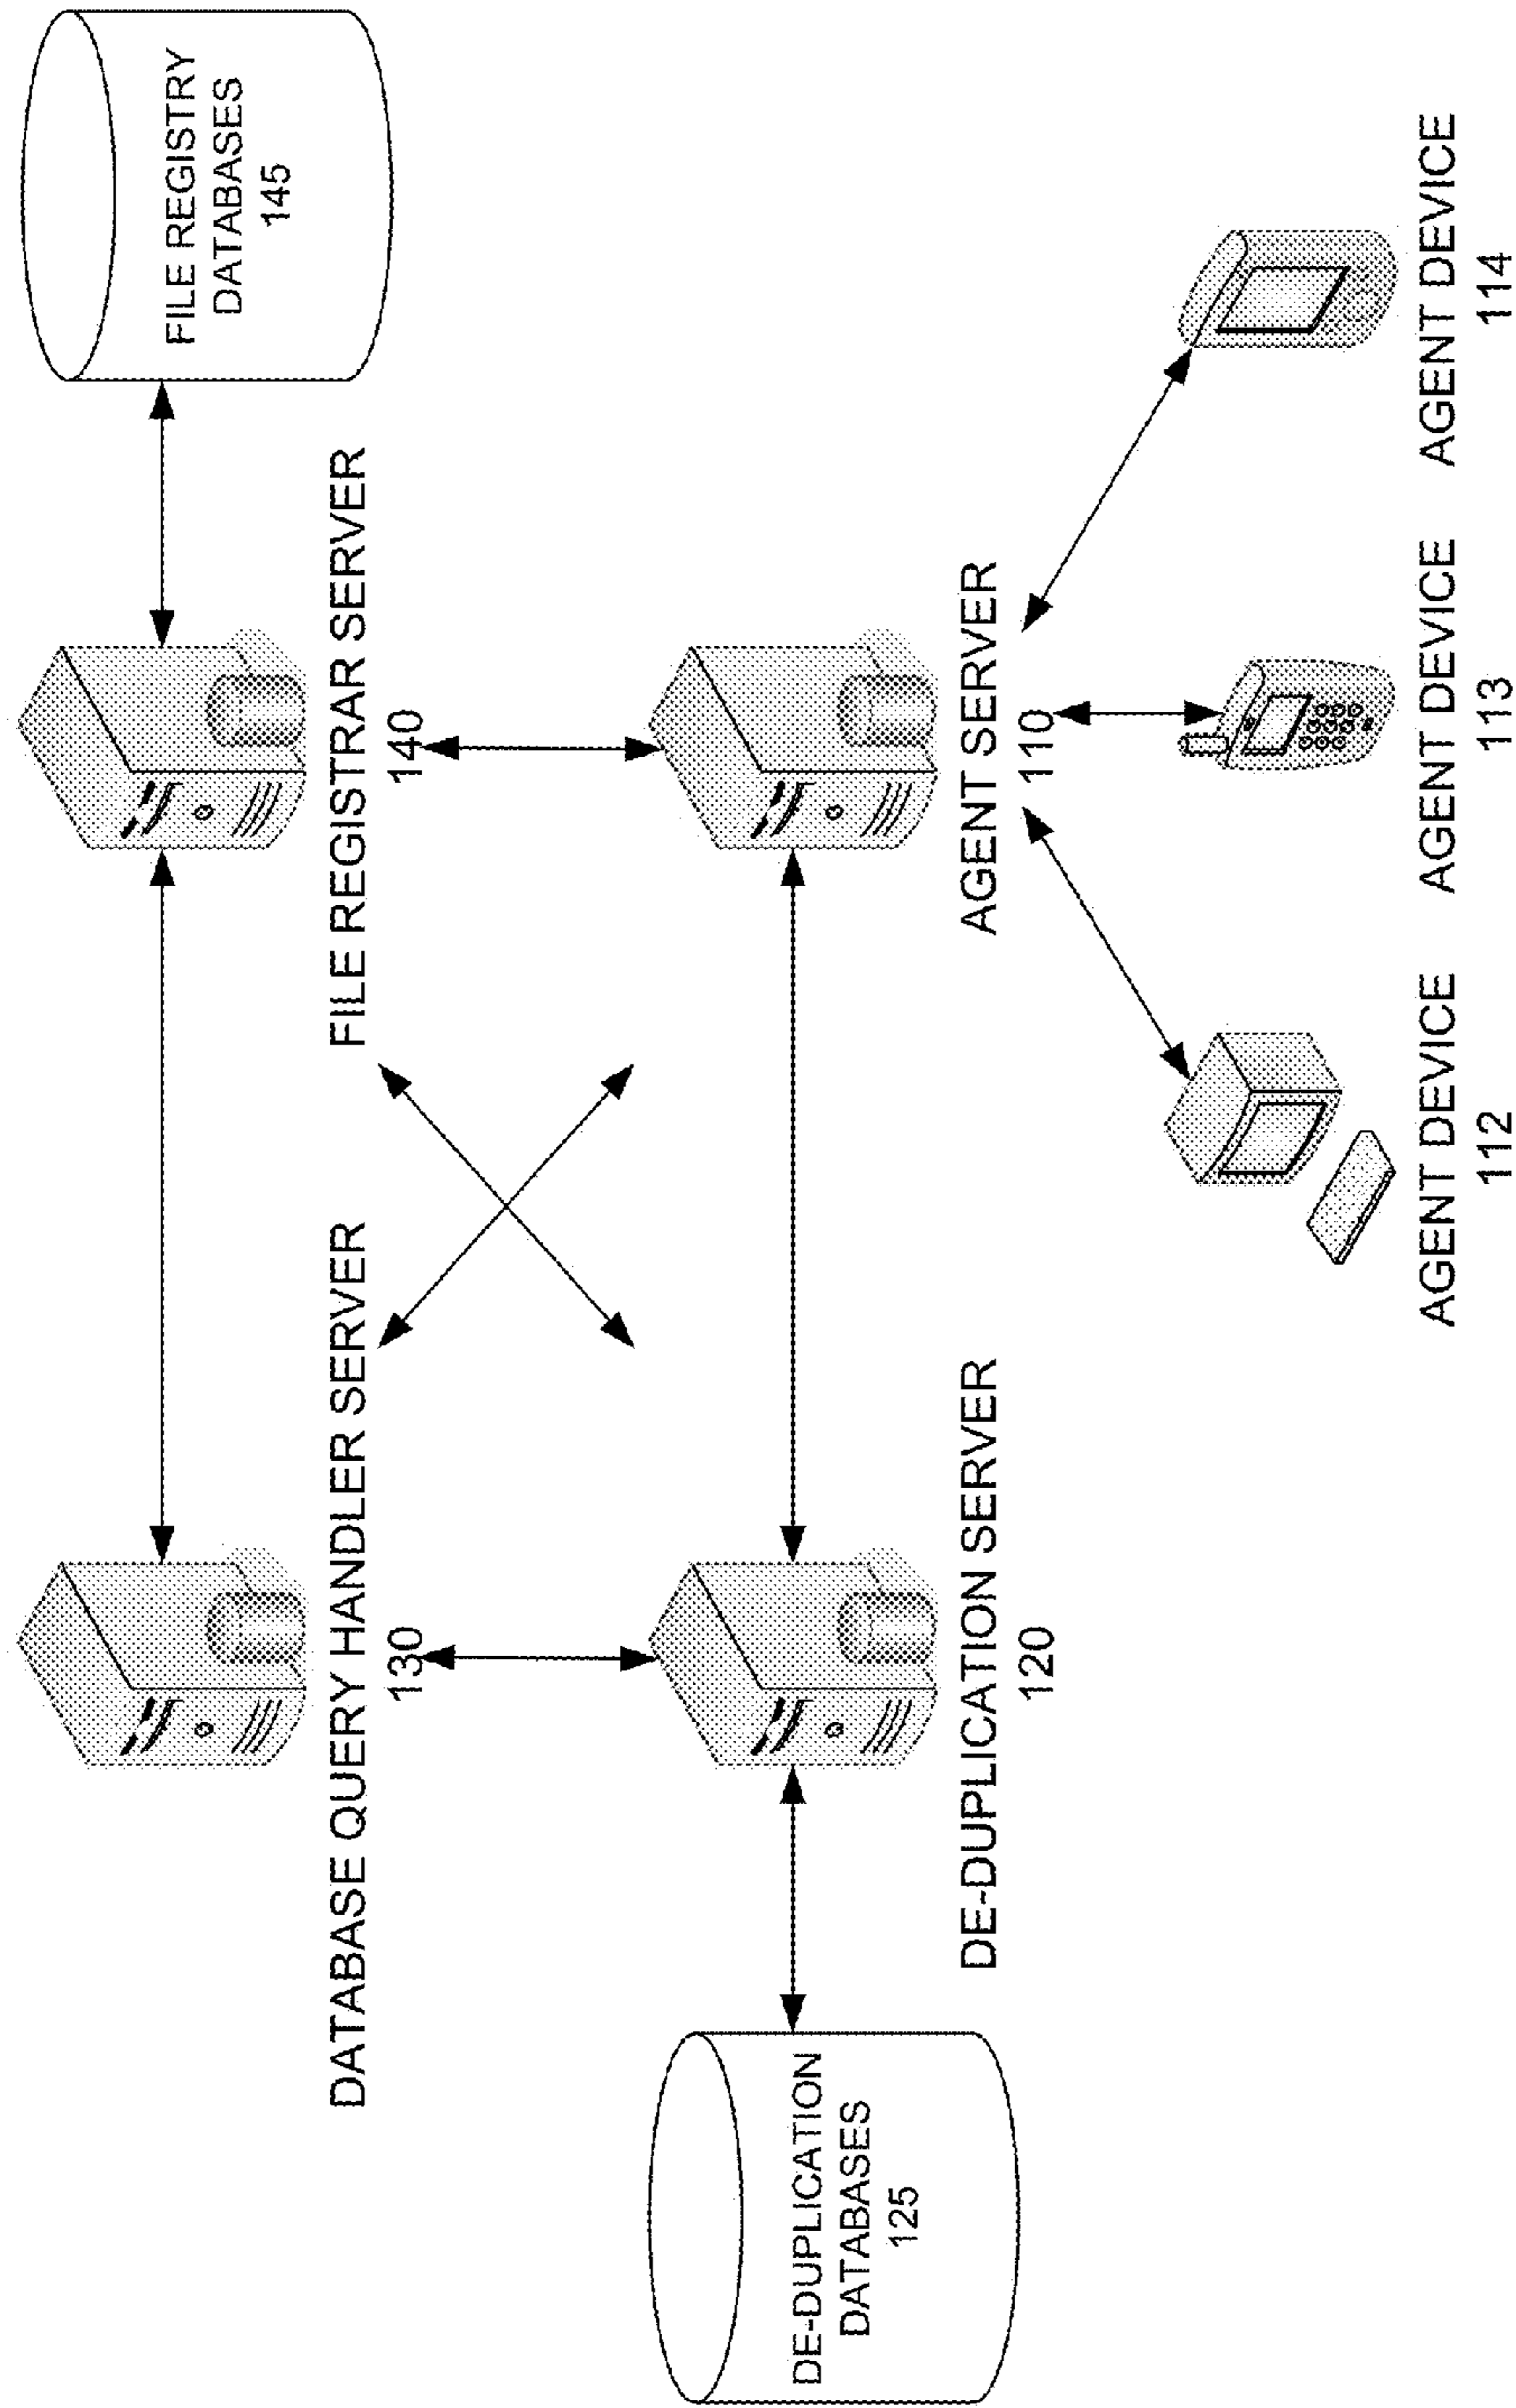 DATABASE QUERY HANDLER SERVER
130
FILE REGISTRAR SERVER
140
FILE REGISTRY
DATABASES
145
DE-DUPLICATION
DATABASES
125
DE-DUPLICATION SERVER
120
AGENT SERVER
110
AGENT DEVICE
112
AGENT DEVICE
113
AGENT DEVICE
114